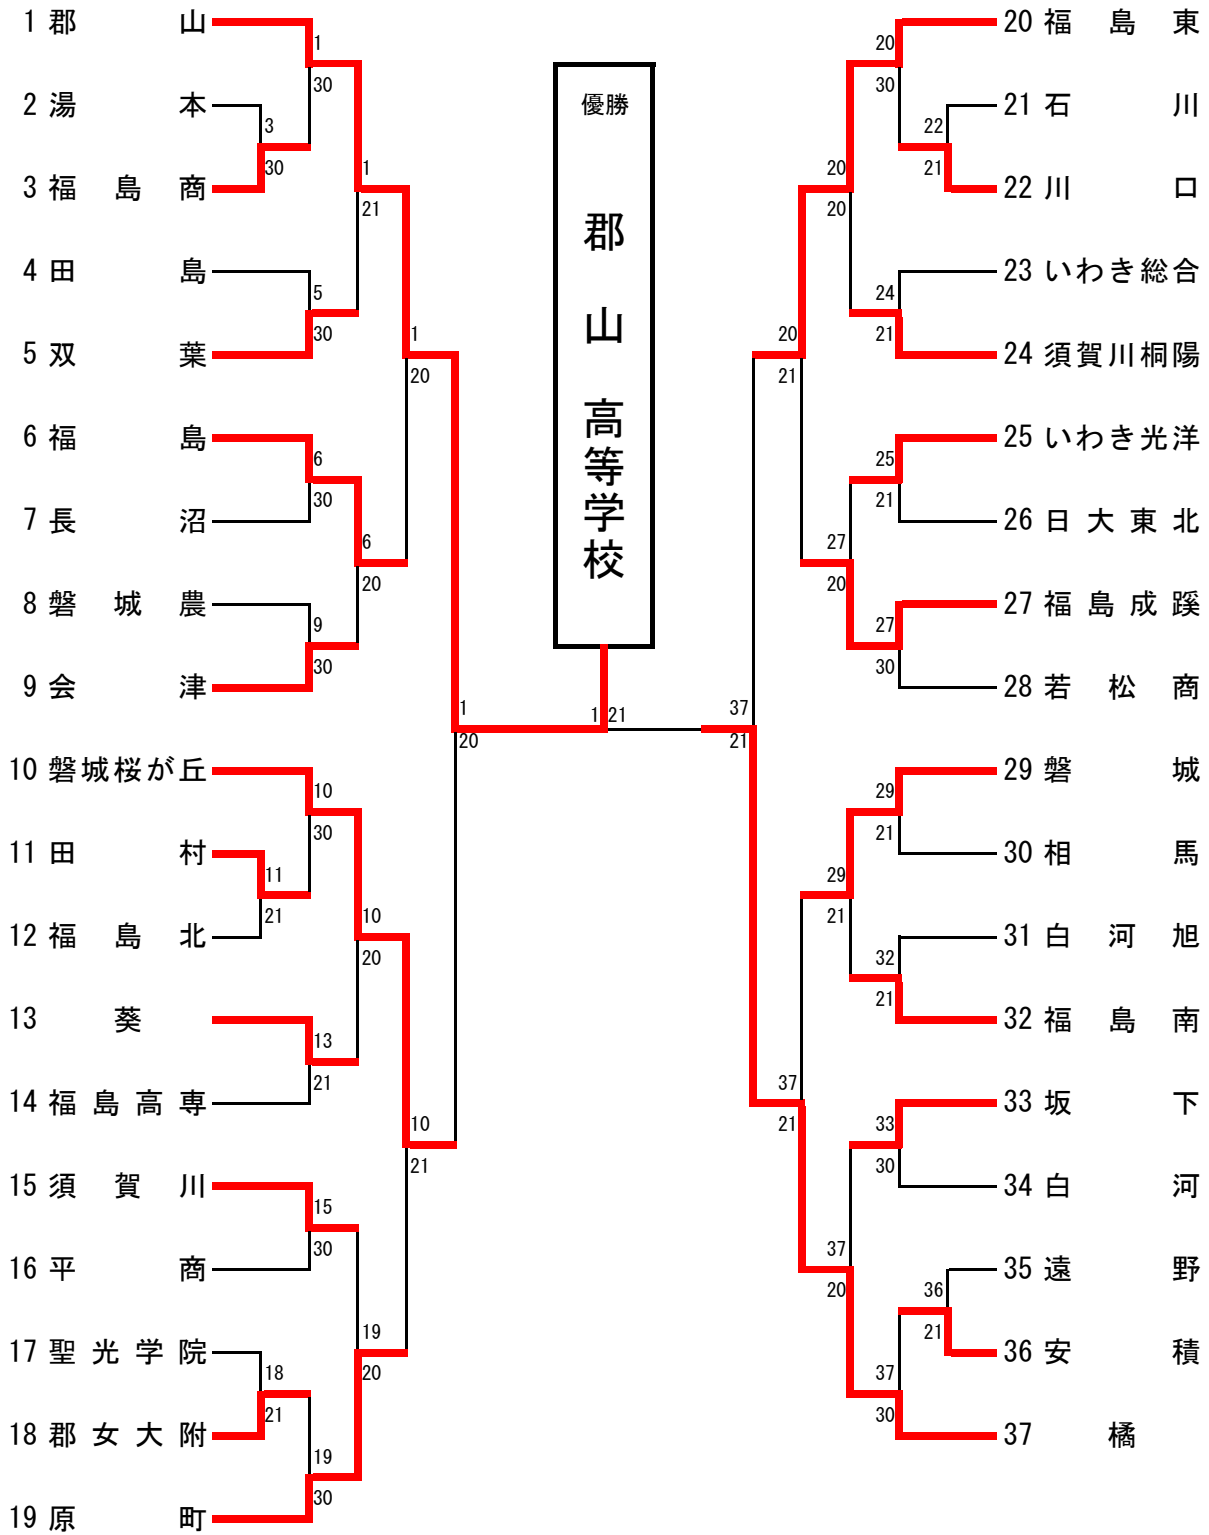 1 郡山
2 湯本
3 福島商
4 田島
5 双葉
6 福島
7 長沼
8 磐城農
9 会津
10 磐城桜が丘
11 田村
12 福島北
13 葵
14 福島高専
15 須賀川
16 平商
17 聖光学院
18 郡女大附
19 原町
1
30
3
30
1
21
5
30
1
20
6
30
6
20
9
30
1
20
10
30
11
21
10
20
13
21
10
21
15
30
19
20
18
21
19
30
優勝
郡山高等学校
1 21
20
30
22
21
20
20
24
21
20
21
25
21
27
20
27
30
37
21
29
21
29
21
32
21
37
21
33
30
37
20
36
21
37
30
20 福島東
21 石川
22 川口
23 いわき総合
24 須賀川桐陽
25 いわき光洋
26 日大東北
27 福島成蹊
28 若松商
29 磐城
30 相馬
31 白河旭
32 福島南
33 坂下
34 白河
35 遠野
36 安積
37 橘